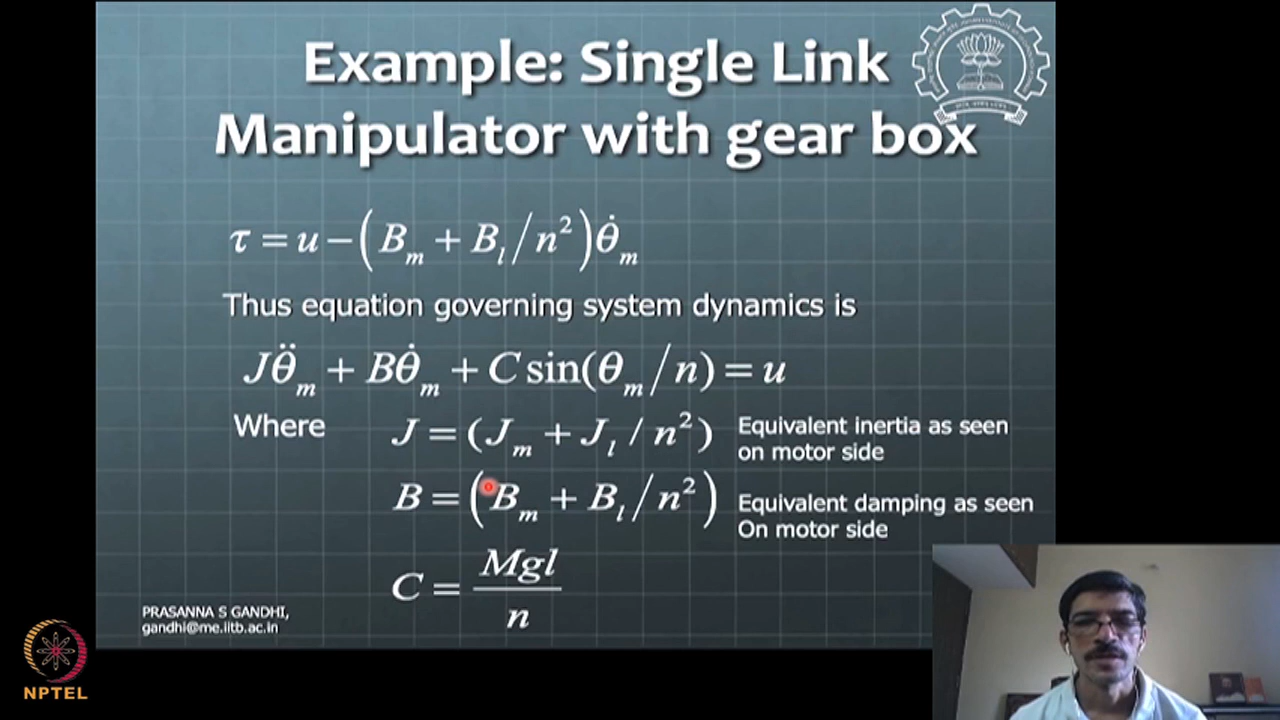 Example: Single Link
Manipulator with gear box
τ = u − (B_m + B_l / n²) θ̇_m
Thus equation governing system dynamics is
Jθ̈_m + Bθ̇_m + C sin(θ_m / n) = u
Where J = (J_m + J_l / n²) Equivalent inertia as seen
on motor side
B = (B_m + B_l / n²) Equivalent damping as seen
On motor side
C = Mgl / n
PRASANNA S GANDHI,
gandhi@me.iitb.ac.in
NPTEL